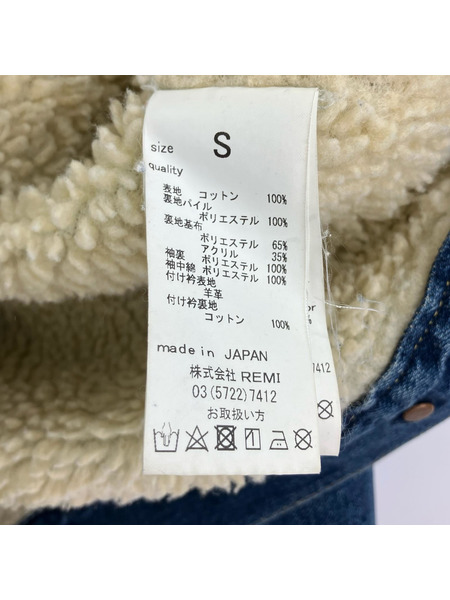 size S
quality
表地 コットン 100%
裏地パイル
ポリエステル 100%
裏地基布
ポリエステル 65%
アクリル 35%
袖裏 ポリエステル 100%
袖中綿 ポリエステル 100%
付け衿表地
羊革
付け衿裏地
コットン 100%
made in JAPAN
株式会社 REMI
03(5722)7412
お取扱い方
or
412